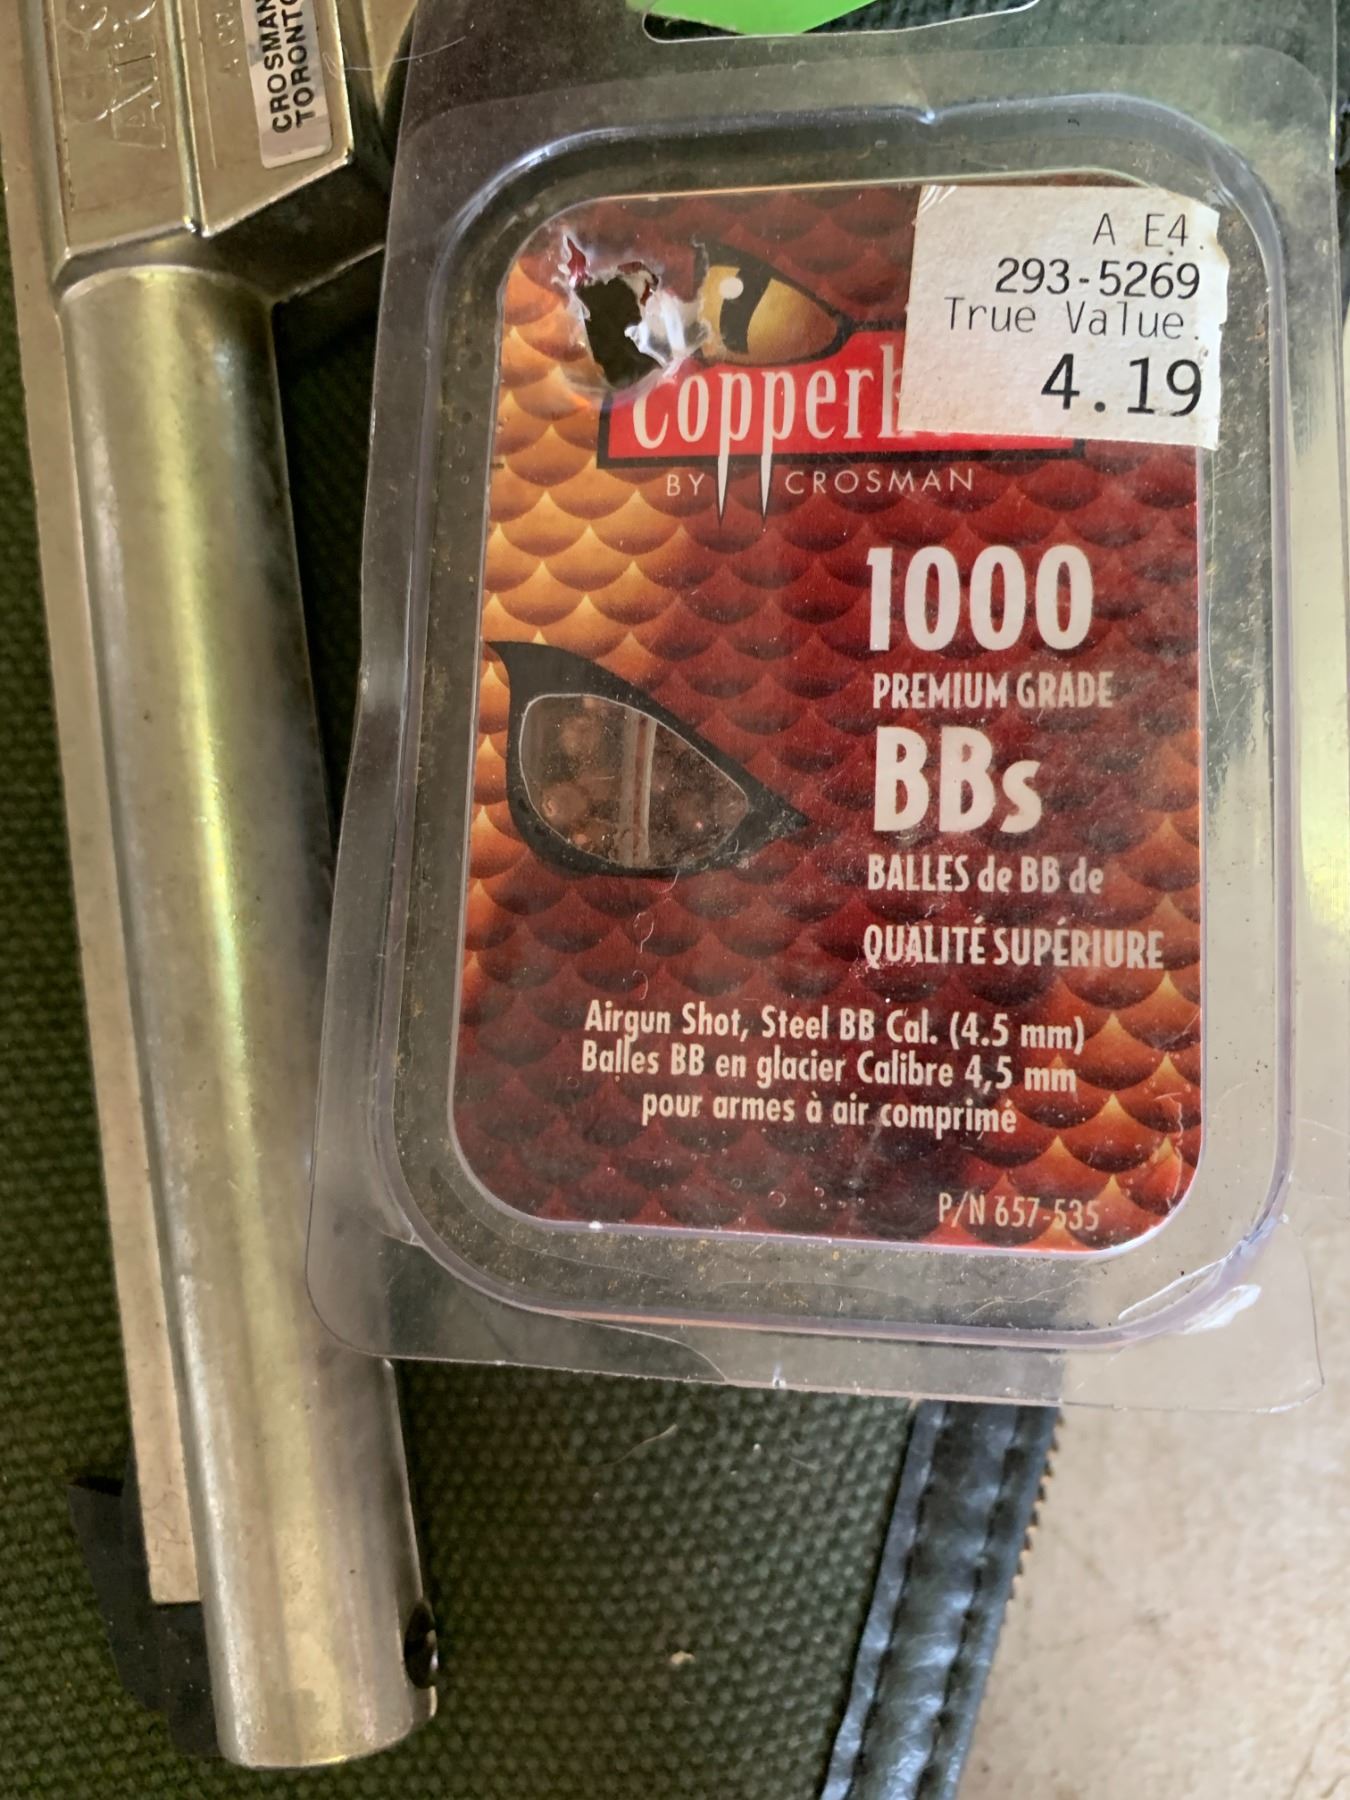 CROSMAN
TORONTO
A E4.
293-5269
True Value.
4.19
BY CROSMAN
1000
PREMIUM GRADE
BBs
BALLES de BB de
QUALITÉ SUPÉRIURE
Airgun Shot, Steel BB Cal. (4.5 mm)
Balles BB en glacier Calibre 4,5 mm
pour armes à air comprimé
P/N 657-535